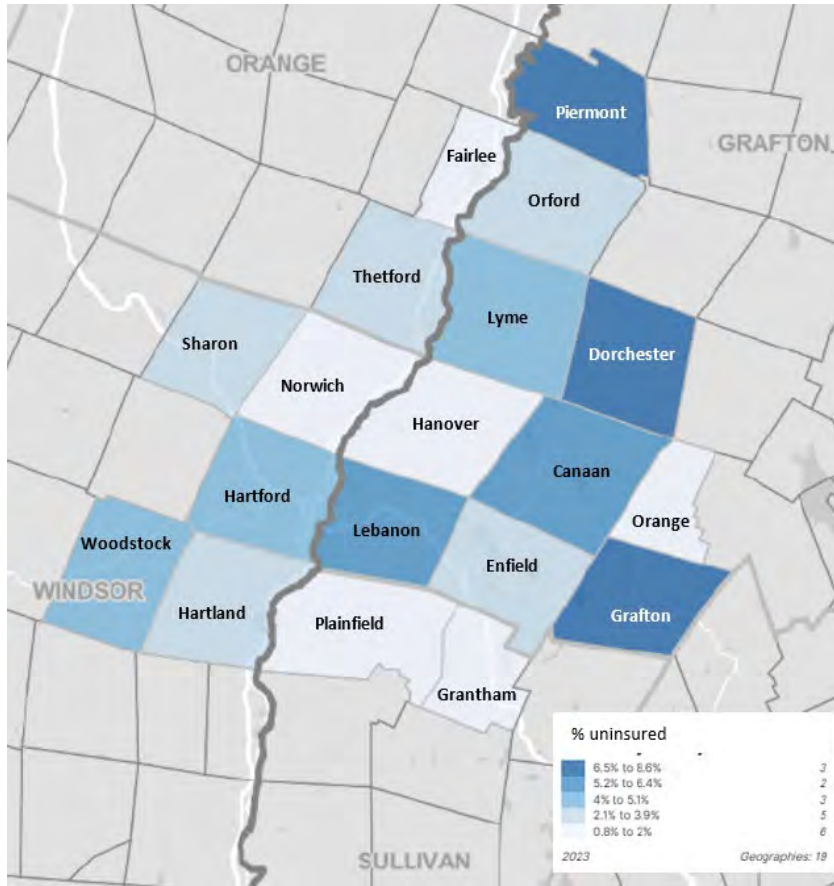 ORANGE
Piermont
GRAFTON
Fairlee
Orford
Thetford
Lyme
Sharon
Dorchester
Norwich
Hanover
Canaan
Hartford
Orange
Lebanon
Woodstock
Enfield
WINDSOR
Hartland
Plainfield
Grafton
Grantham
% uninsured
6.5% to 8.6% 3
5.2% to 6.4% 2
4% to 5.1% 3
2.1% to 3.9% 5
0.8% to 2% 6
2023 Geographies: 19
SULLIVAN